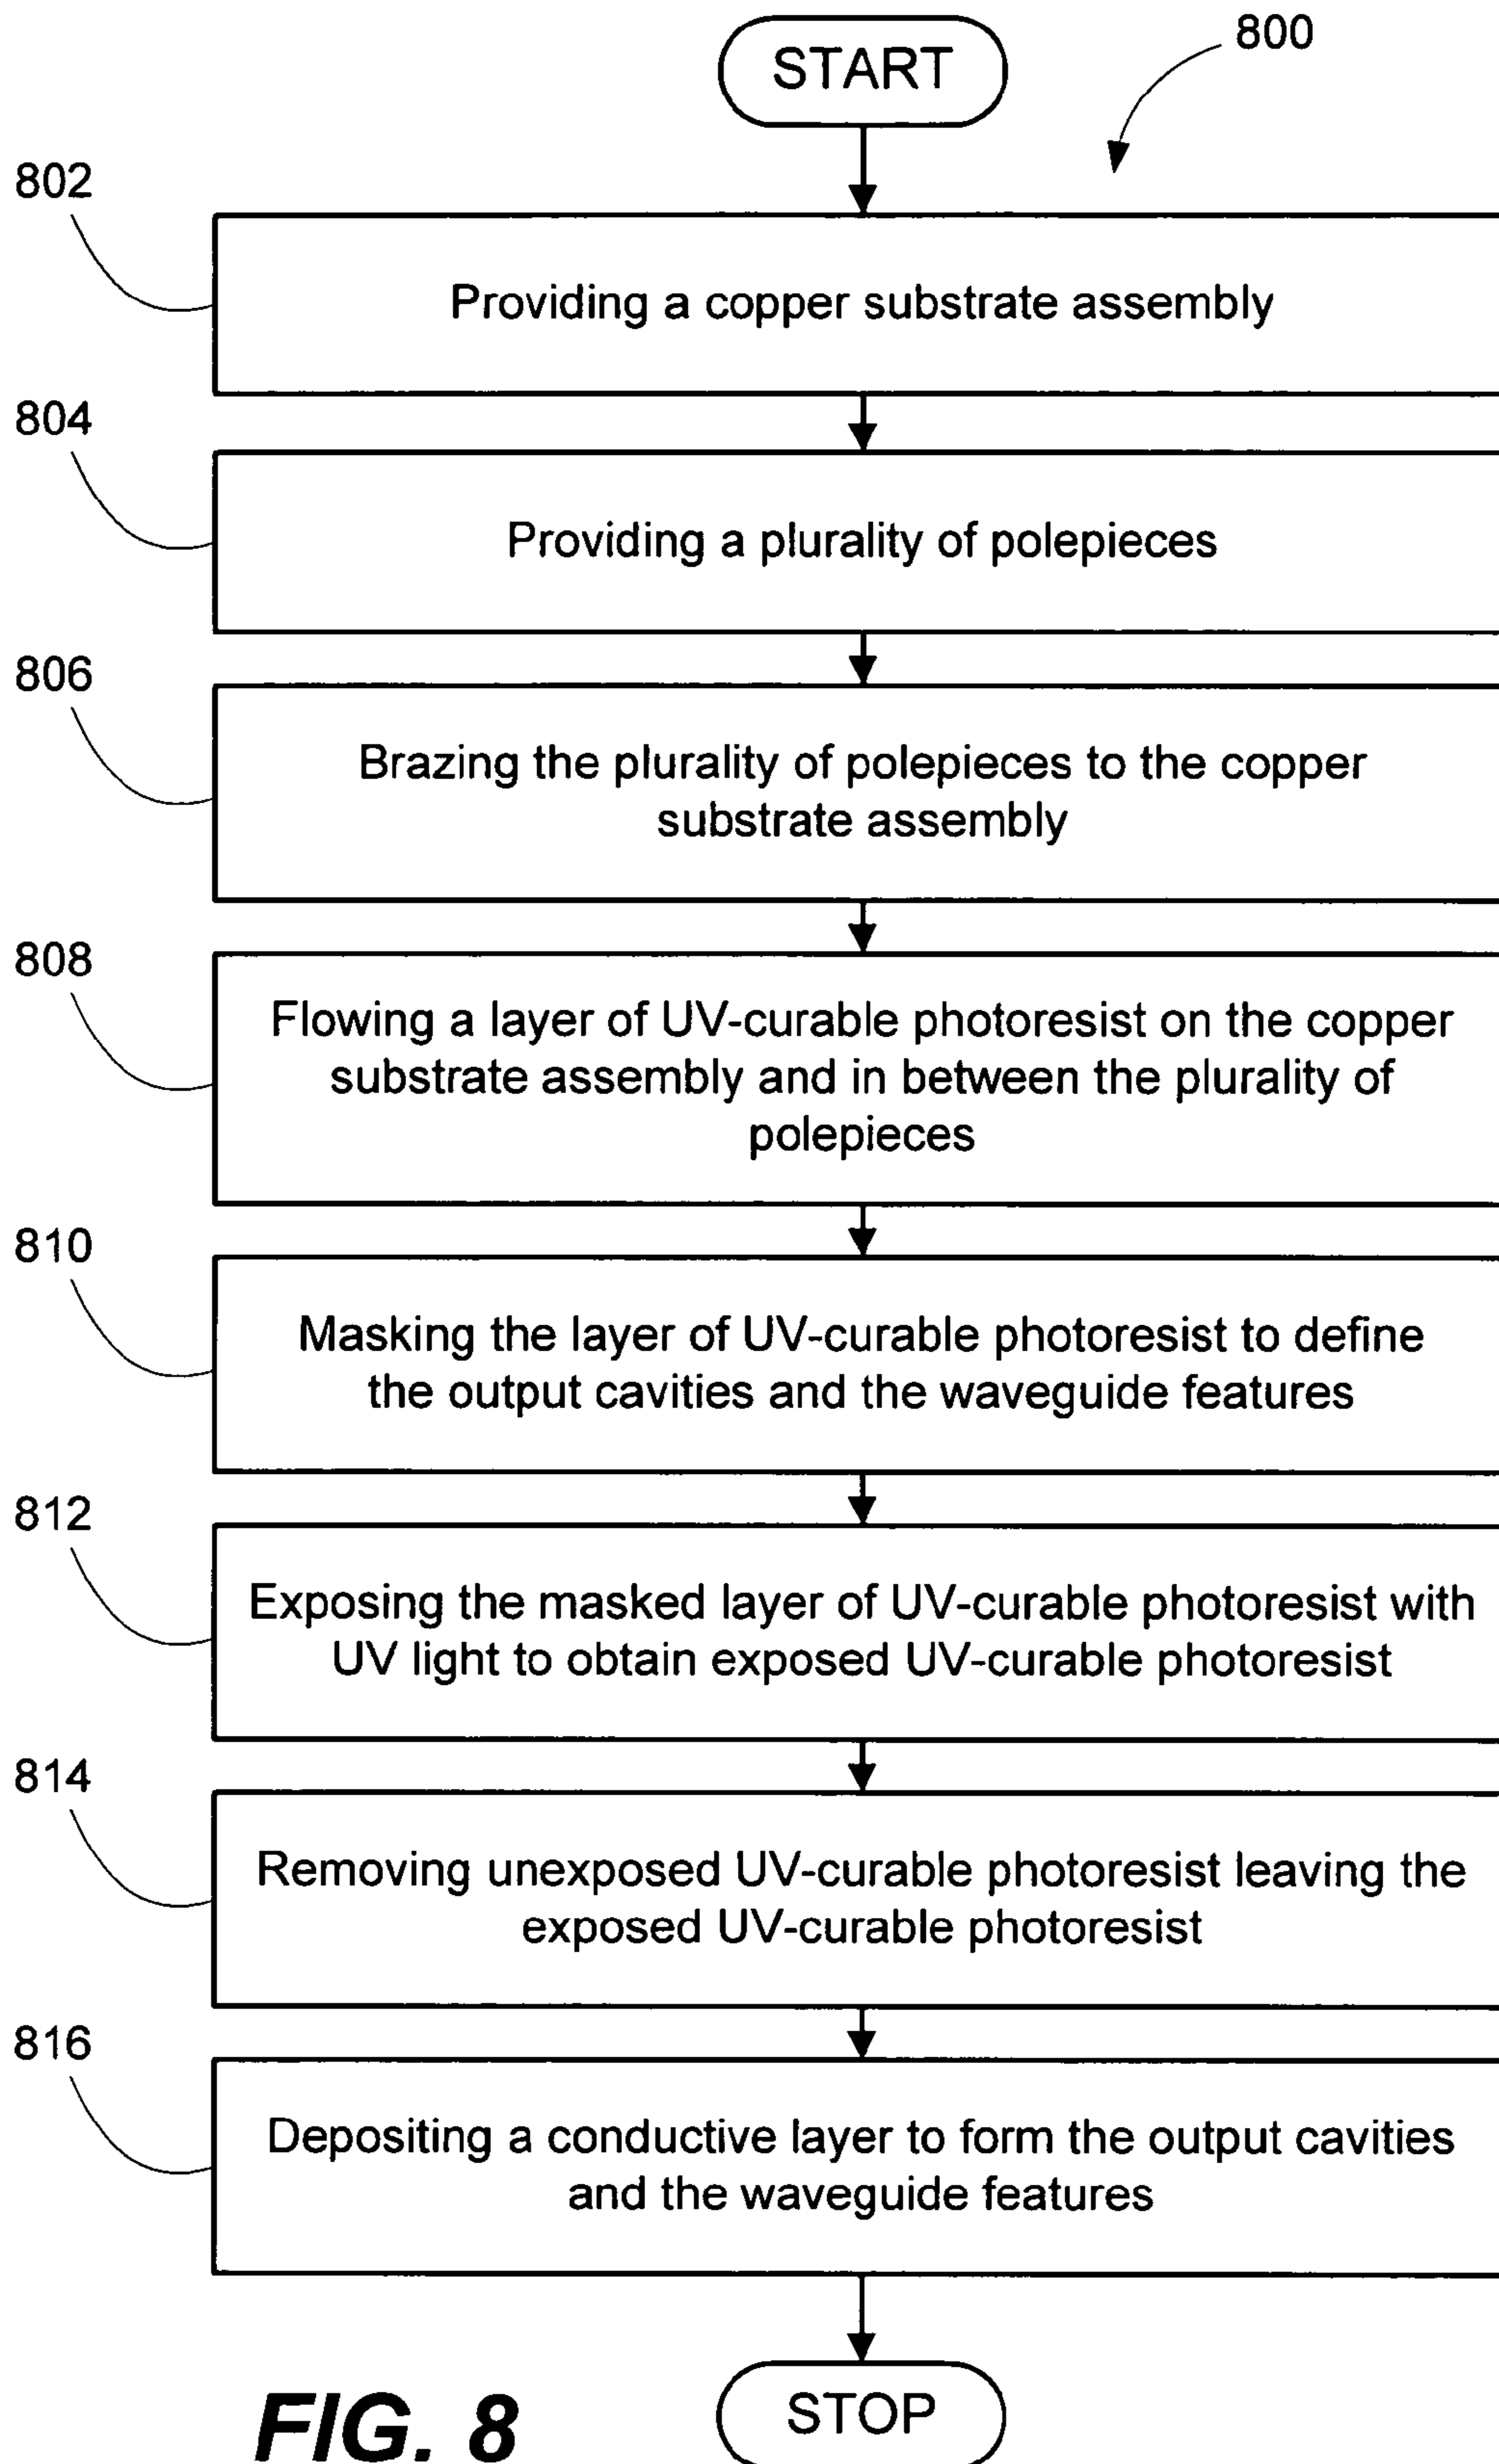 START
800
802
Providing a copper substrate assembly
804
Providing a plurality of polepieces
806
Brazing the plurality of polepieces to the copper
substrate assembly
808
Flowing a layer of UV-curable photoresist on the copper
substrate assembly and in between the plurality of
polepieces
810
Masking the layer of UV-curable photoresist to define
the output cavities and the waveguide features
812
Exposing the masked layer of UV-curable photoresist with
UV light to obtain exposed UV-curable photoresist
814
Removing unexposed UV-curable photoresist leaving the
exposed UV-curable photoresist
816
Depositing a conductive layer to form the output cavities
and the waveguide features
STOP
FIG. 8